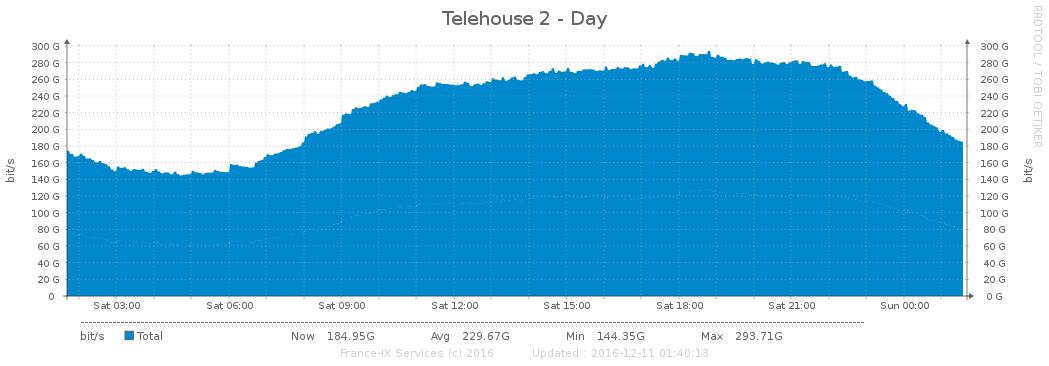 Telehouse 2 - Day
RRDTOOL / TOBI OETIKER
300 G 300 G
280 G 280 G
260 G 260 G
240 G 240 G
220 G 220 G
200 G 200 G
180 G 180 G
160 G 160 G
140 G 140 G
120 G 120 G
100 G 100 G
80 G 80 G
60 G 60 G
40 G 40 G
20 G 20 G
0 0 G
bit/s bit/s
Sat 03:00 Sat 06:00 Sat 09:00 Sat 12:00 Sat 15:00 Sat 18:00 Sat 21:00 Sun 00:00
bit/s Total Now 184.95G Avg 229.67G Min 144.35G Max 293.71G
France-IX Services (c) 2016 Updated : 2016-12-11 01:40:13